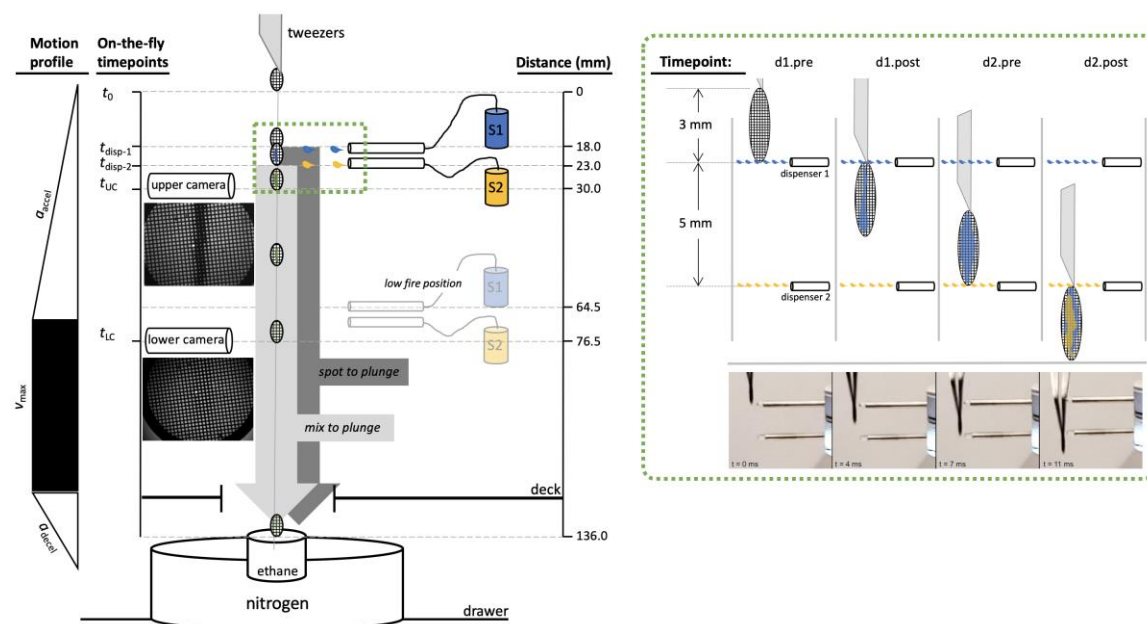 tweezers
Motion
profile
On-the-fly
timepoints
Distance (mm)
t0
0
S1
tdisp-1
18.0
tdisp-2
23.0
S2
tUC
30.0
upper camera
aaccel
low fire position
S1
64.5
S2
tLC
76.5
lower camera
spot to plunge
vmax
mix to plunge
deck
adecel
136.0
ethane
nitrogen
drawer
Timepoint:
d1.pre
d1.post
d2.pre
d2.post
3 mm
dispenser 1
5 mm
dispenser 2
t = 0 ms
t = 4 ms
t = 7 ms
t = 11 ms